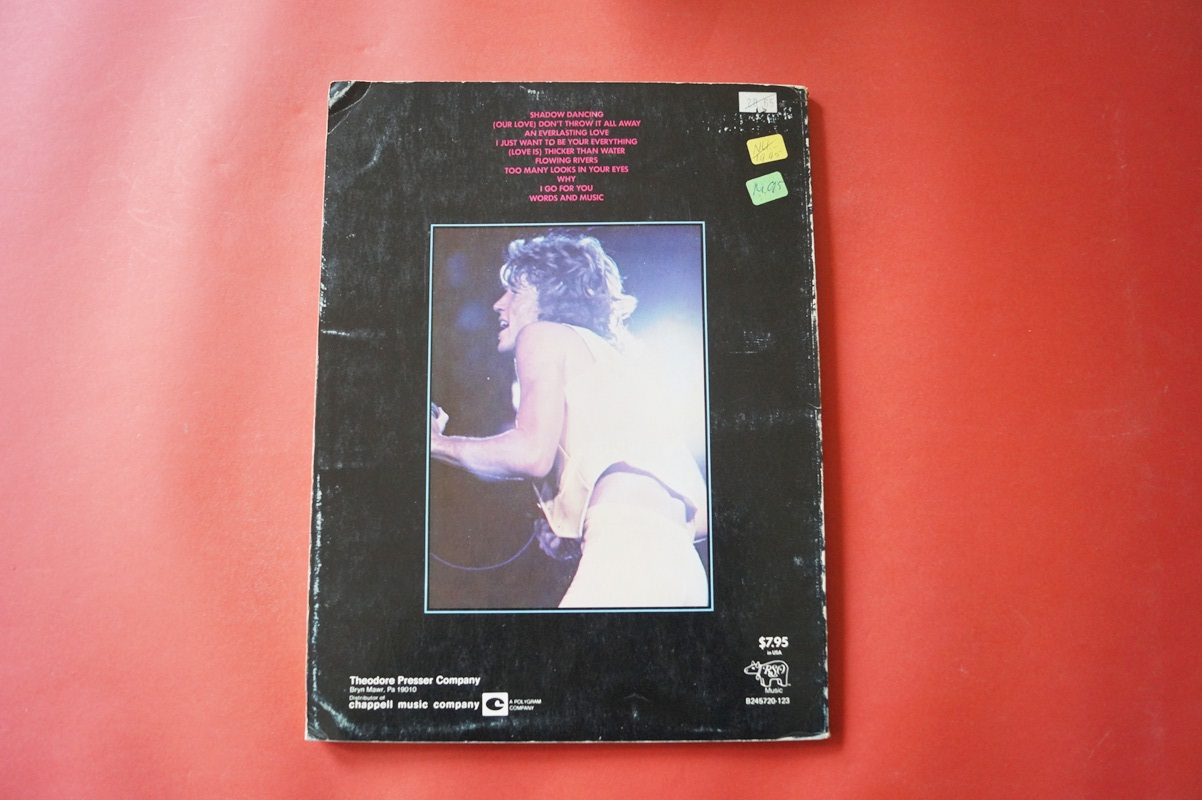 SHADOW DANCING
(OUR LOVE) DON'T THROW IT ALL AWAY
AN EVERLASTING LOVE
I JUST WANT TO BE YOUR EVERYTHING
(LOVE IS) THICKER THAN WATER
FLOWING RIVERS
TOO MANY LOOKS IN YOUR EYES
WHY
I GO FOR YOU
WORDS AND MUSIC
$7.95
in USA
RSO
Music
B245720-123
Theodore Presser Company
Bryn Mawr, Pa 19010
Distributor of
chappell music company
A POLYGRAM
COMPANY